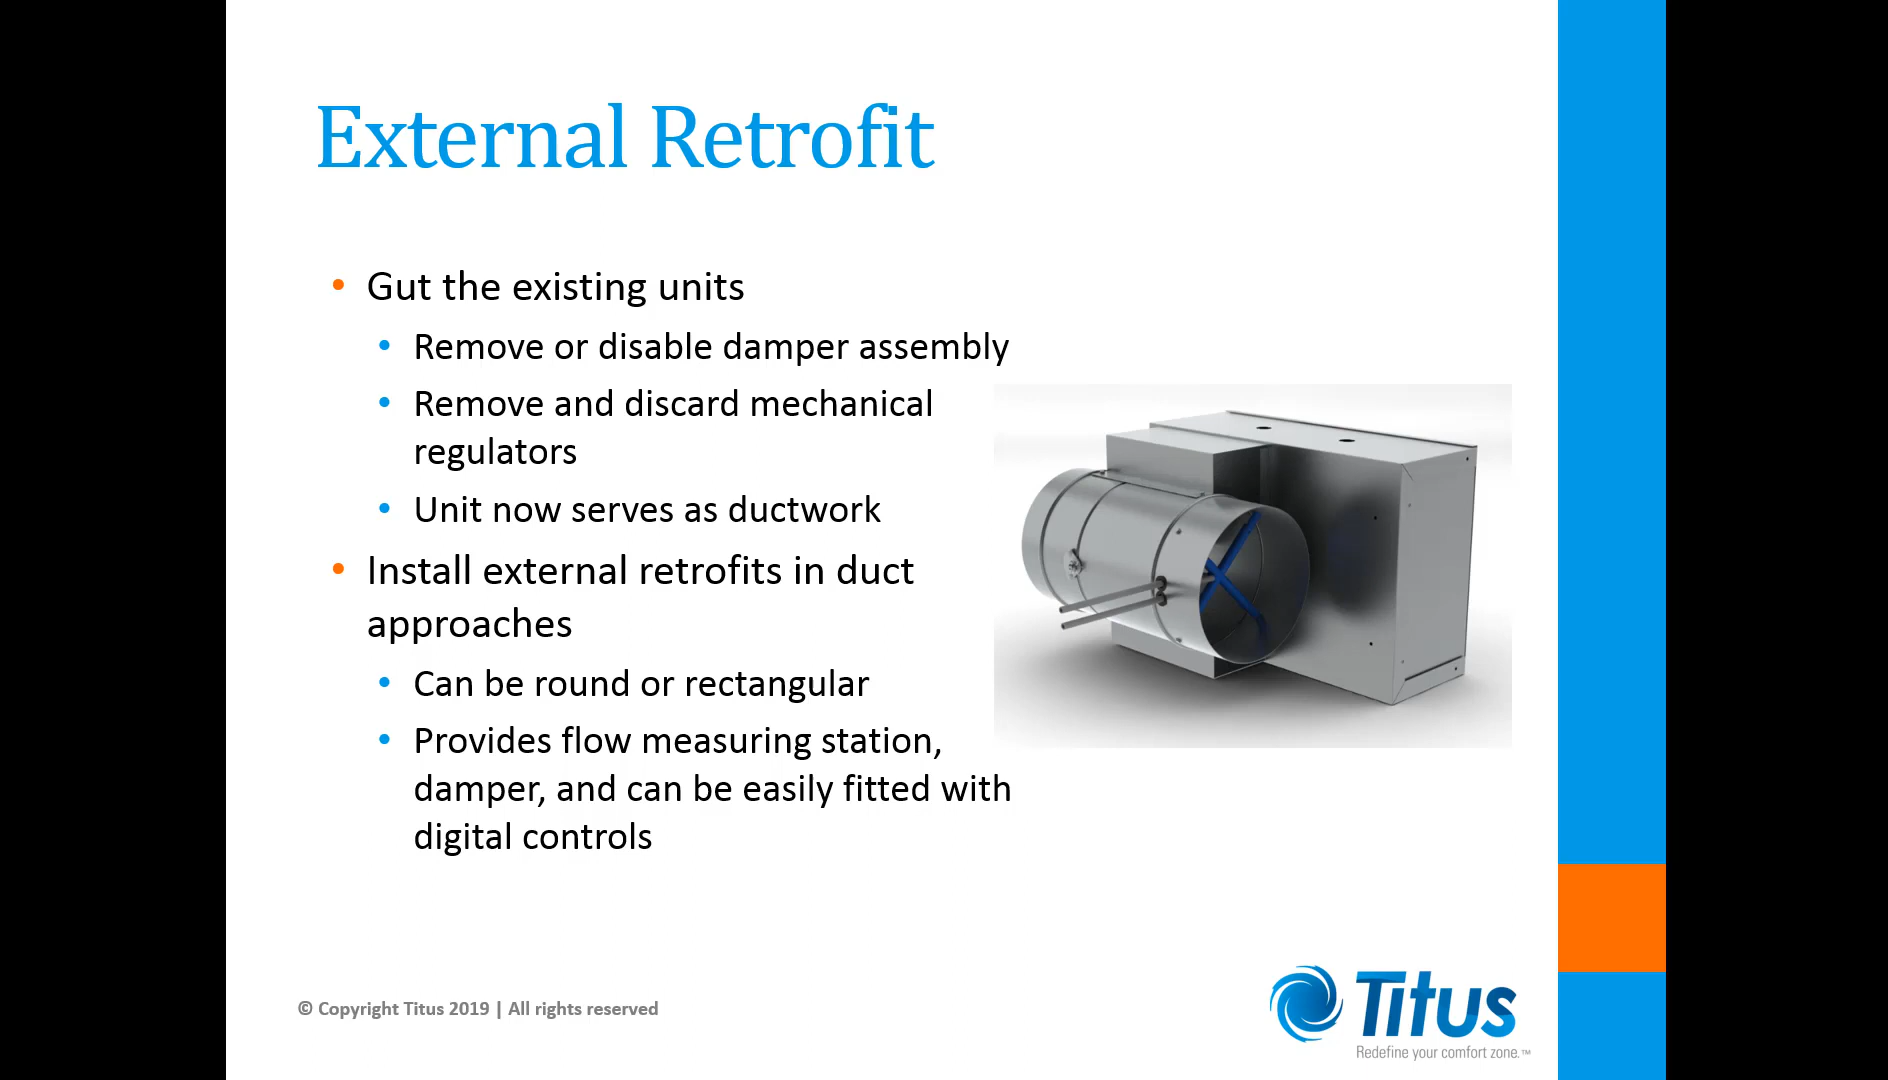 External Retrofit
• Gut the existing units
• Remove or disable damper assembly
• Remove and discard mechanical
regulators
• Unit now serves as ductwork
• Install external retrofits in duct
approaches
• Can be round or rectangular
• Provides flow measuring station,
damper, and can be easily fitted with
digital controls
© Copyright Titus 2019 | All rights reserved
Titus
Redefine your comfort zone.™